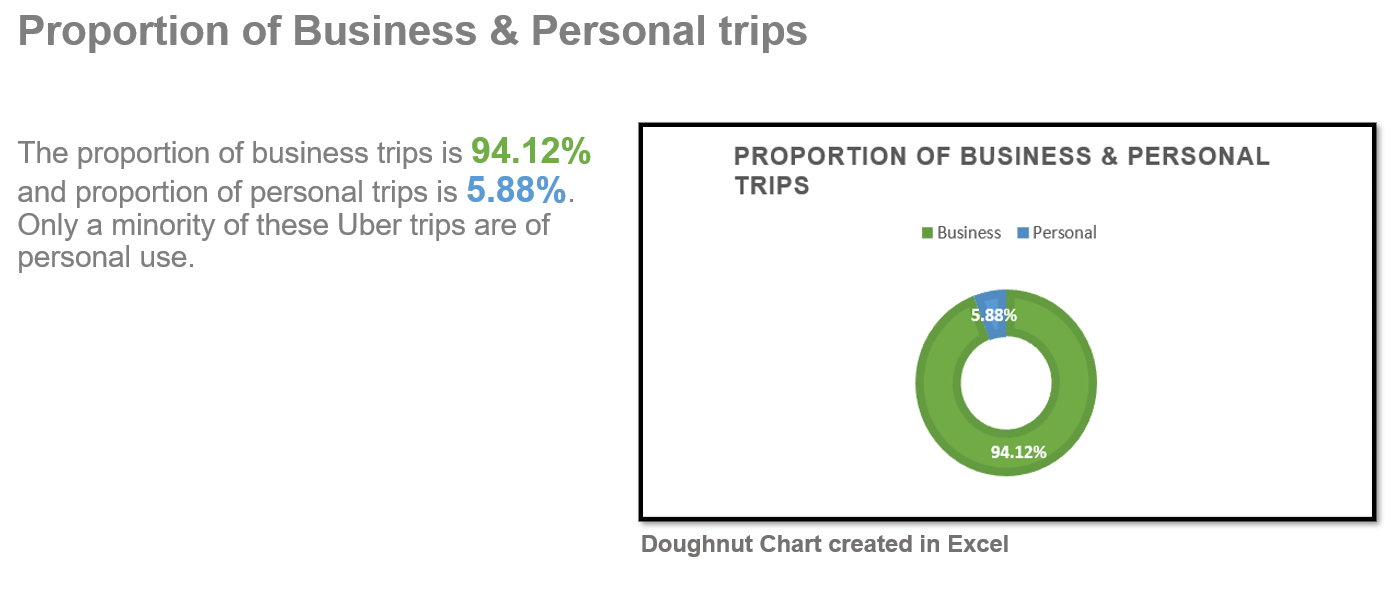 Proportion of Business & Personal trips
The proportion of business trips is 94.12%
and proportion of personal trips is 5.88%.
Only a minority of these Uber trips are of
personal use.
PROPORTION OF BUSINESS & PERSONAL
TRIPS
Business Personal
5.88%
94.12%
Doughnut Chart created in Excel